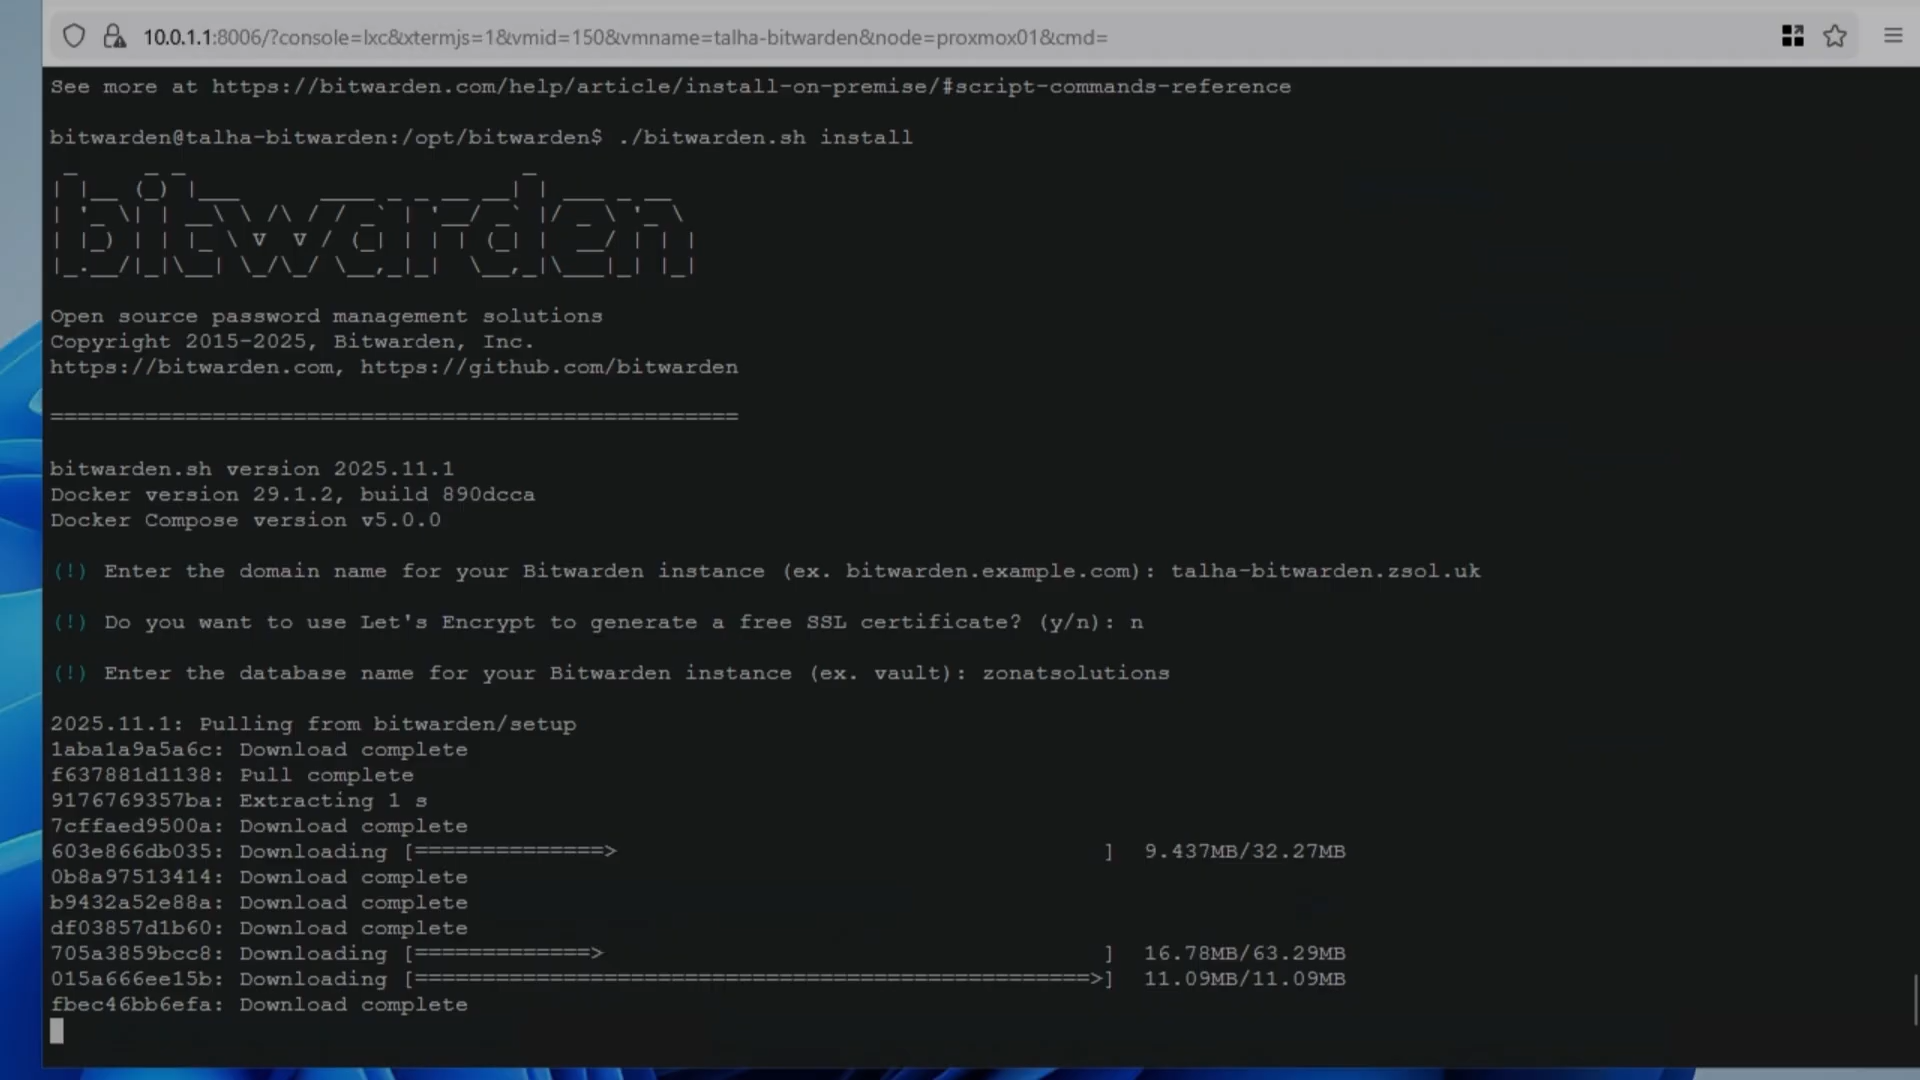 10.0.1.1:8006/?console=lxc&xtermjs=1&vmid=150&vmname=talha-bitwarden&node=proxmox01&cmd=
See more at https://bitwarden.com/help/article/install-on-premise/#script-commands-reference
bitwarden@talha-bitwarden:/opt/bitwarden$ ./bitwarden.sh install
bitwarden
Open source password management solutions
Copyright 2015-2025, Bitwarden, Inc.
https://bitwarden.com, https://github.com/bitwarden
===================================================
bitwarden.sh version 2025.11.1
Docker version 29.1.2, build 890dcca
Docker Compose version v5.0.0
(!) Enter the domain name for your Bitwarden instance (ex. bitwarden.example.com): talha-bitwarden.zsol.uk
(!) Do you want to use Let's Encrypt to generate a free SSL certificate? (y/n): n
(!) Enter the database name for your Bitwarden instance (ex. vault): zonatsolutions
2025.11.1: Pulling from bitwarden/setup
1aba1a9a5a6c: Download complete
f637881d1138: Pull complete
9176769357ba: Extracting 1 s
7cffaed9500a: Download complete
603e866db035: Downloading [==============>                                    ]  9.437MB/32.27MB
0b8a97513414: Download complete
b9432a52e88a: Download complete
df03857d1b60: Download complete
705a3859bcc8: Downloading [=============>                                     ]  16.78MB/63.29MB
015a666ee15b: Downloading [==================================================>]  11.09MB/11.09MB
fbec46bb6efa: Download complete